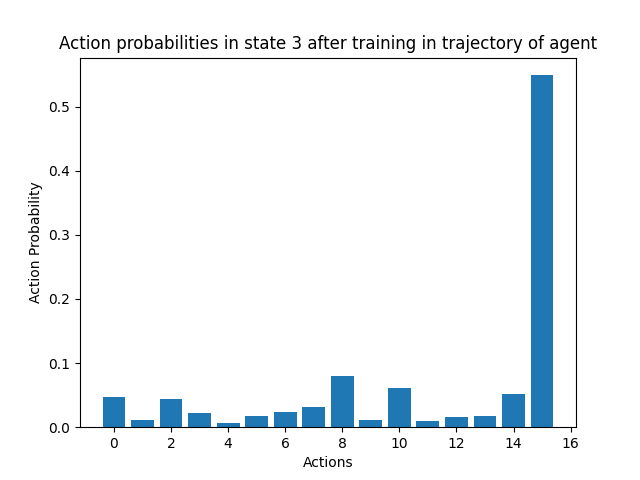 Action probabilities in state 3 after training in trajectory of agent
0.5
0.4
0.3
0.2
0.1
0.0
Action Probability
0 2 4 6 8 10 12 14 16
Actions